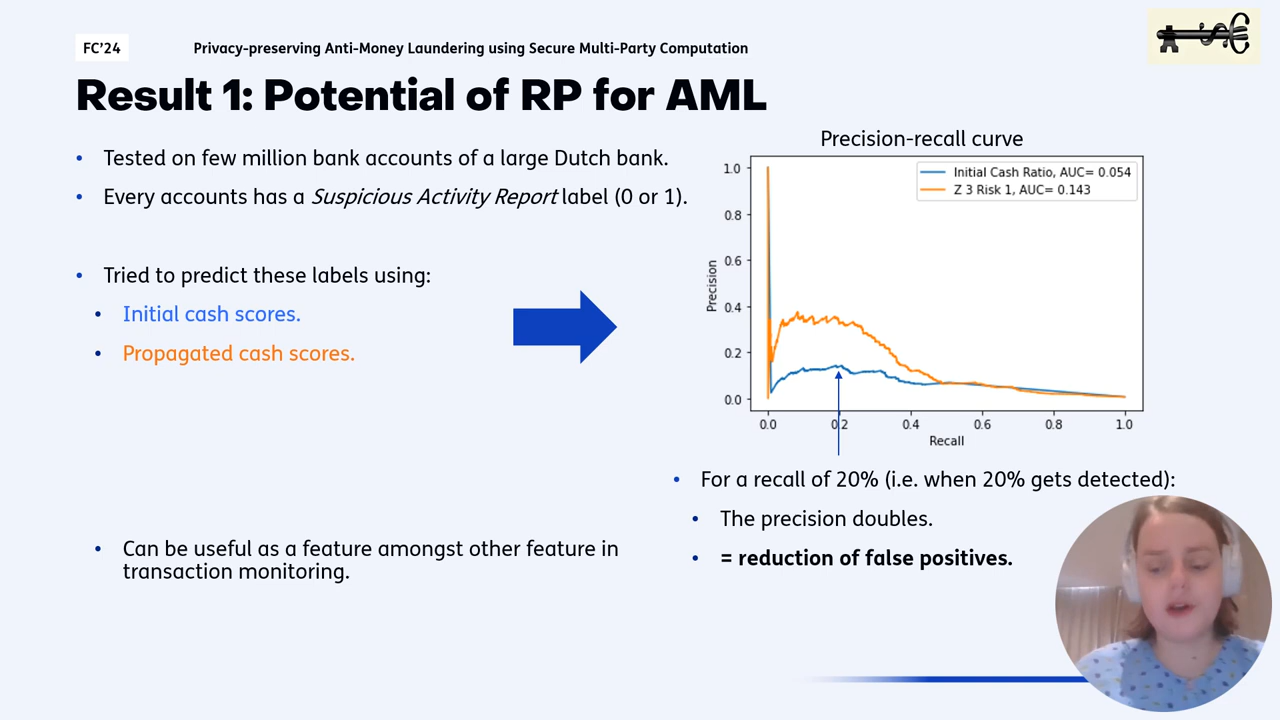 FC’24
Privacy-preserving Anti-Money Laundering using Secure Multi-Party Computation
Result 1: Potential of RP for AML
• Tested on few million bank accounts of a large Dutch bank.
• Every accounts has a Suspicious Activity Report label (0 or 1).
• Tried to predict these labels using:
• Initial cash scores.
• Propagated cash scores.
• Can be useful as a feature amongst other feature in
transaction monitoring.
Precision-recall curve
Initial Cash Ratio, AUC= 0.054
Z 3 Risk 1, AUC= 0.143
Precision
1.0
0.8
0.6
0.4
0.2
0.0
0.0 0.2 0.4 0.6 0.8 1.0
Recall
• For a recall of 20% (i.e. when 20% gets detected):
• The precision doubles.
• = reduction of false positives.